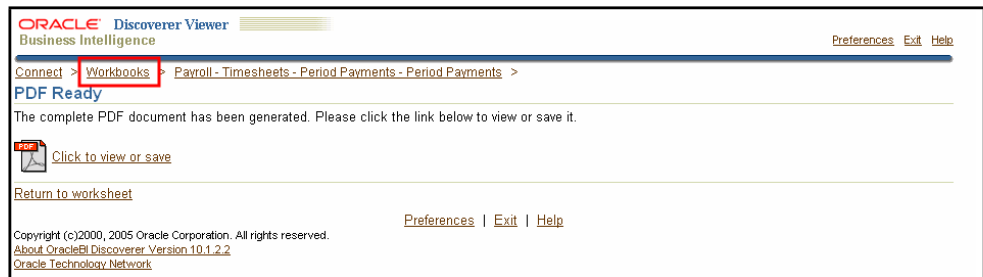 ORACLE Discoverer Viewer
Business Intelligence
Preferences Exit Help
Connect > Workbooks > Payroll - Timesheets - Period Payments - Period Payments >
PDF Ready
The complete PDF document has been generated. Please click the link below to view or save it.
PDF
Click to view or save
Return to worksheet
Preferences | Exit | Help
Copyright (c)2000, 2005 Oracle Corporation. All rights reserved.
About OracleBI Discoverer Version 10.1.2.2
Oracle Technology Network